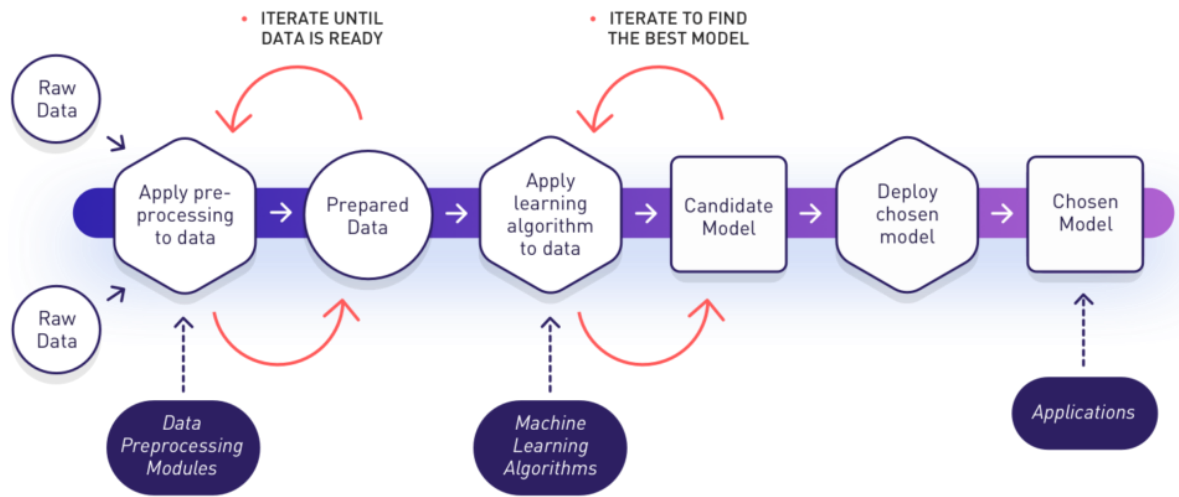 ITERATE UNTIL
DATA IS READY
ITERATE TO FIND
THE BEST MODEL
Raw
Data
Apply pre-
processing
to data
Prepared
Data
Apply
learning
algorithm
to data
Candidate
Model
Deploy
chosen
model
Chosen
Model
Raw
Data
Data
Preprocessing
Modules
Machine
Learning
Algorithms
Applications